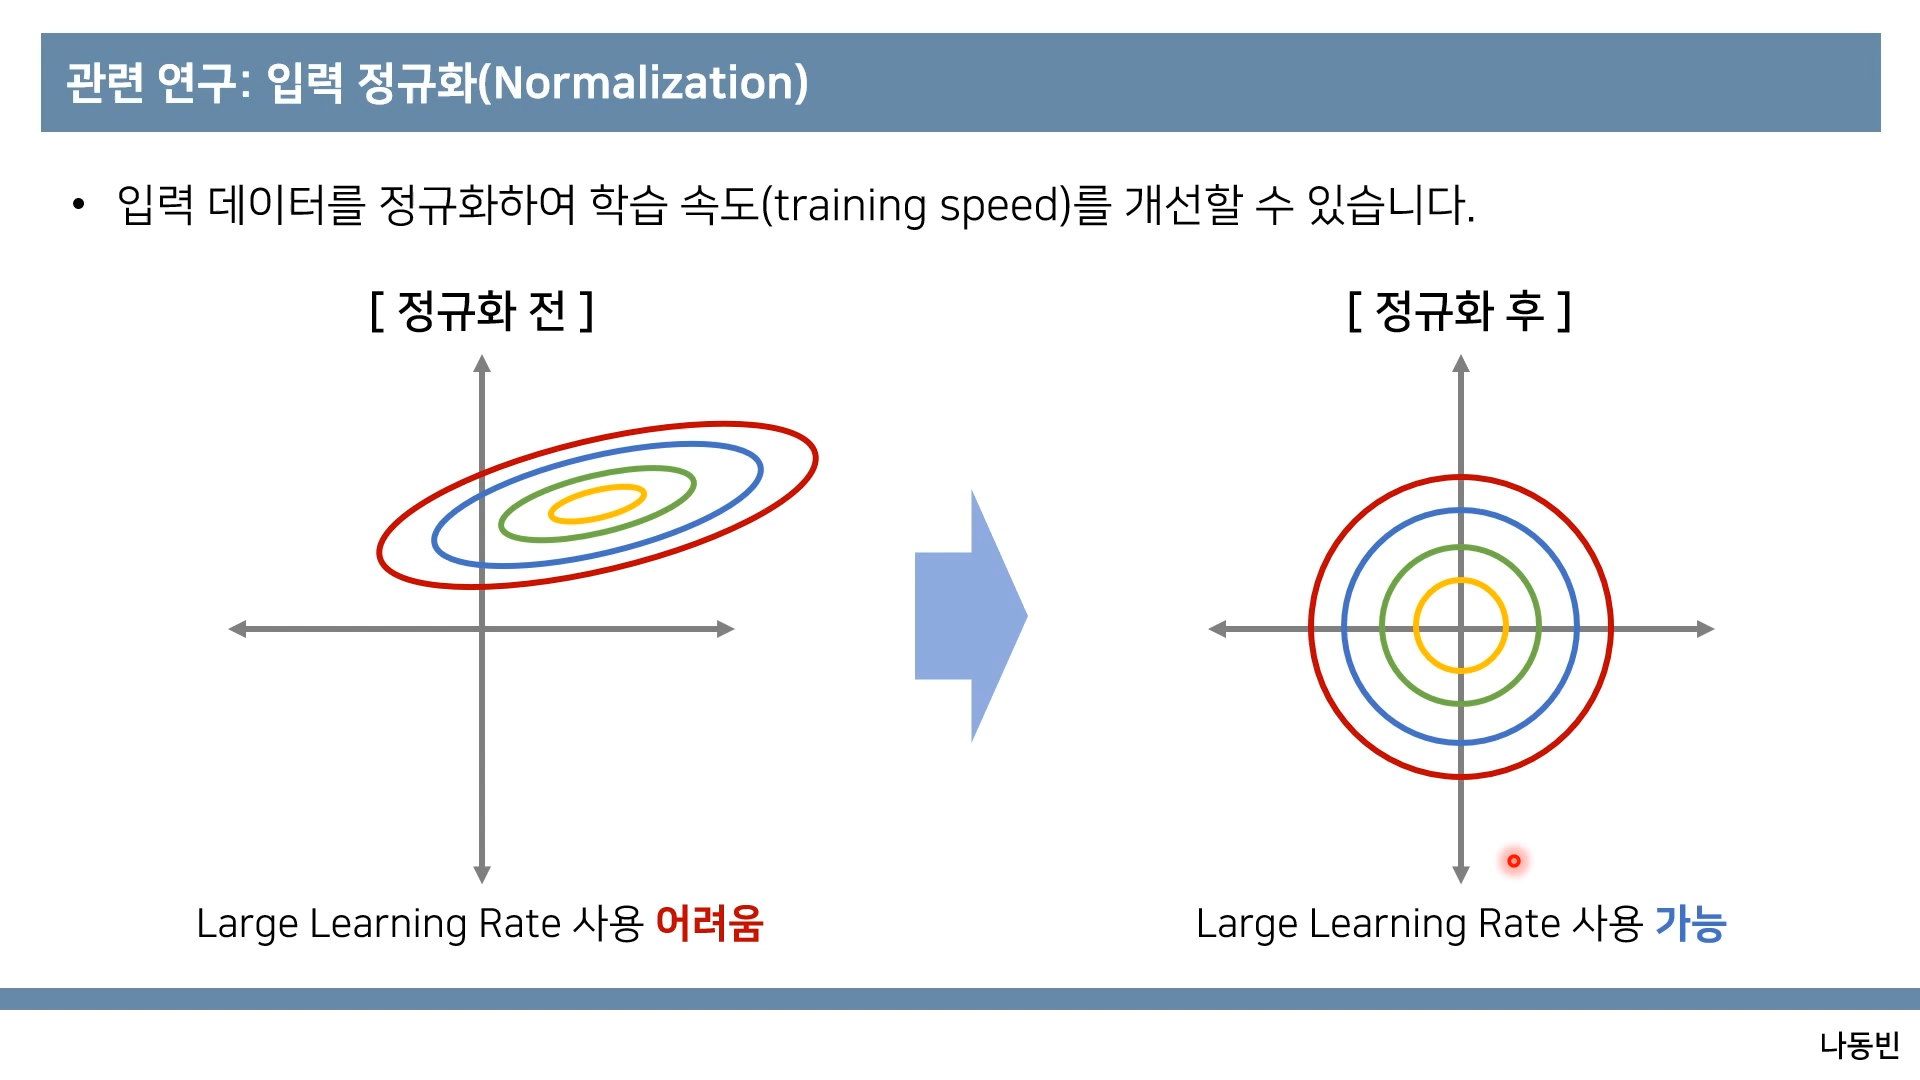 관련 연구: 입력 정규화(Normalization)
• 입력 데이터를 정규화하여 학습 속도(training speed)를 개선할 수 있습니다.
[ 정규화 전 ]
[ 정규화 후 ]
Large Learning Rate 사용 어려움
Large Learning Rate 사용 가능
나동빈